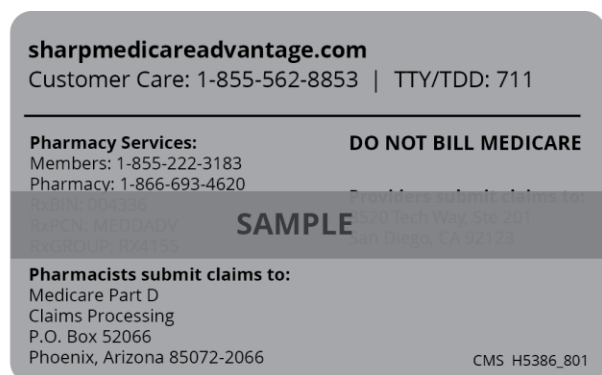 sharpmedicareadvantage.com
Customer Care: 1-855-562-8853 | TTY/TDD: 711
Pharmacy Services:
Members: 1-855-222-3183
Pharmacy: 1-866-693-4620
RxBIN: 004336
RxPCN: MEDDADV
RxGROUP: RX4155
DO NOT BILL MEDICARE
Providers submit claims to:
8520 Tech Way, Ste 201
San Diego, CA 92123
SAMPLE
Pharmacists submit claims to:
Medicare Part D
Claims Processing
P.O. Box 52066
Phoenix, Arizona 85072-2066
CMS H5386_801